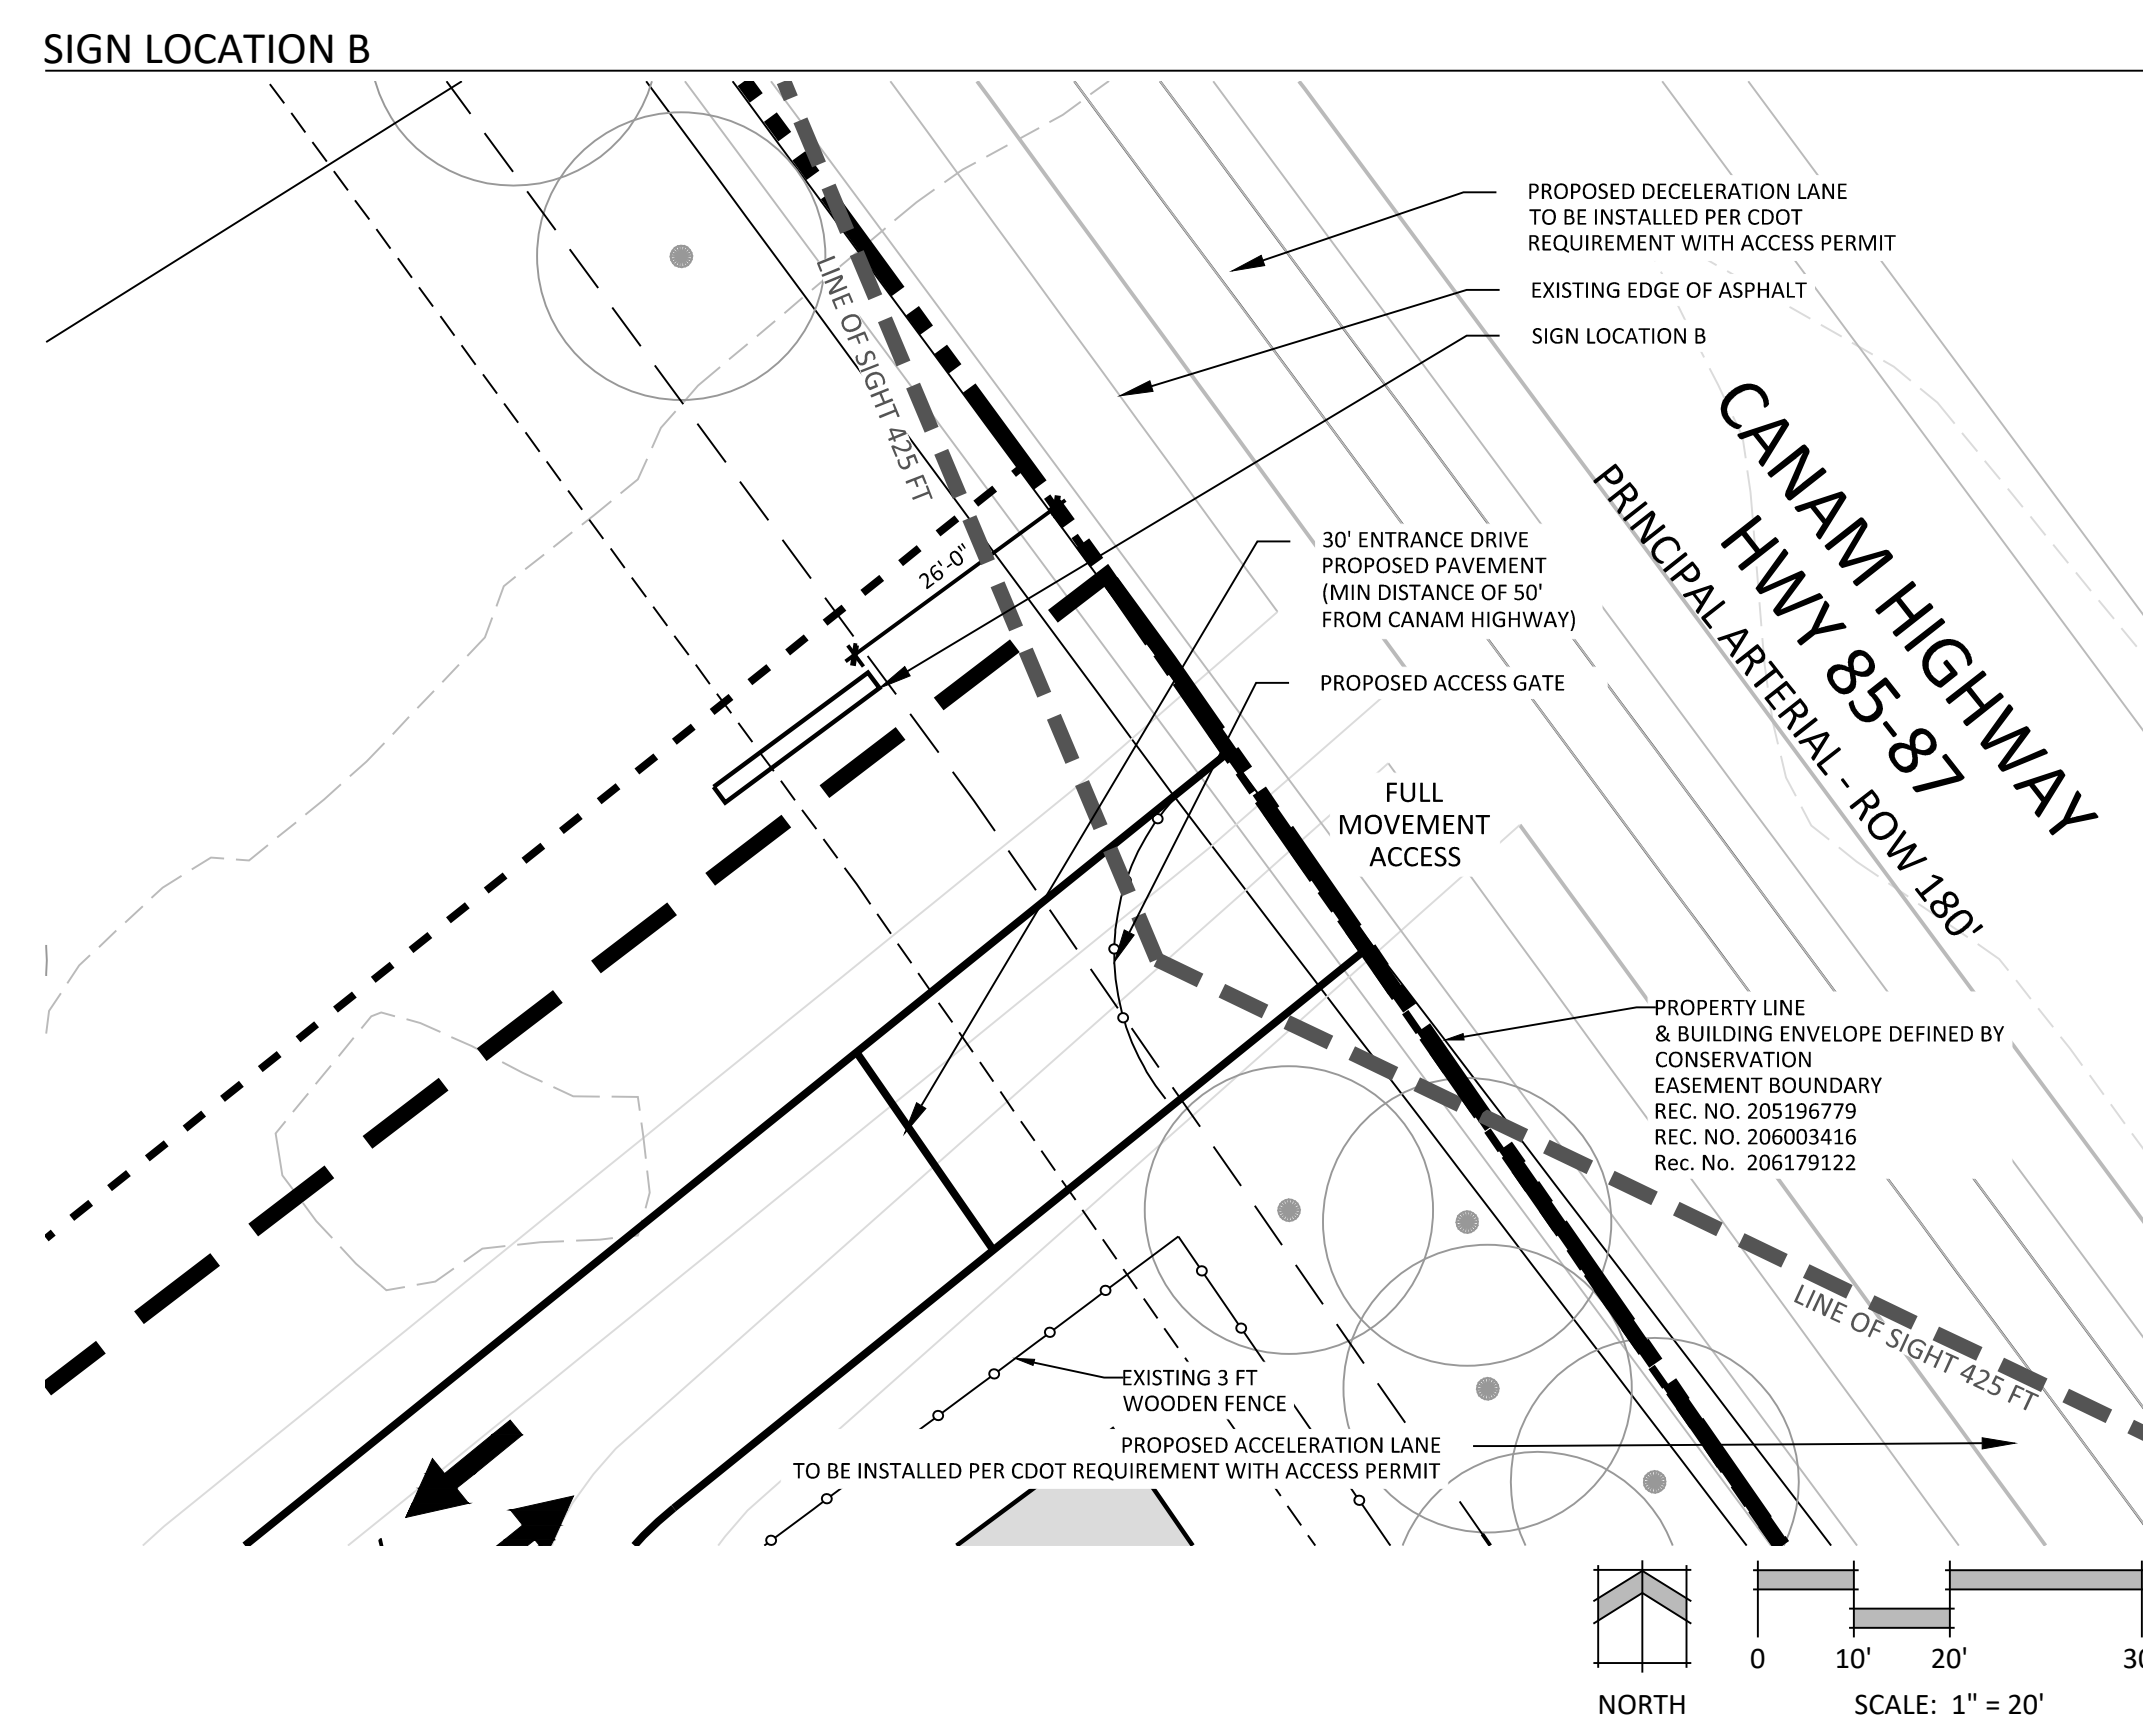 SIGN LOCATION B
PROPOSED DECELERATION LANE
TO BE INSTALLED PER CDOT
REQUIREMENT WITH ACCESS PERMIT
EXISTING EDGE OF ASPHALT
SIGN LOCATION B
LINE OF SIGHT 425 FT
CANAM HIGHWAY
HWY 85-87
PRINCIPAL ARTERIAL - ROW 180'
26'-0"
30' ENTRANCE DRIVE
PROPOSED PAVEMENT
(MIN DISTANCE OF 50'
FROM CANAM HIGHWAY)
PROPOSED ACCESS GATE
FULL
MOVEMENT
ACCESS
PROPERTY LINE
& BUILDING ENVELOPE DEFINED BY
CONSERVATION
EASEMENT BOUNDARY
REC. NO. 205196779
REC. NO. 206003416
Rec. No. 206179122
LINE OF SIGHT 425 FT
EXISTING 3 FT
WOODEN FENCE
PROPOSED ACCELERATION LANE
TO BE INSTALLED PER CDOT REQUIREMENT WITH ACCESS PERMIT
0 10' 20'
NORTH
SCALE: 1" = 20'